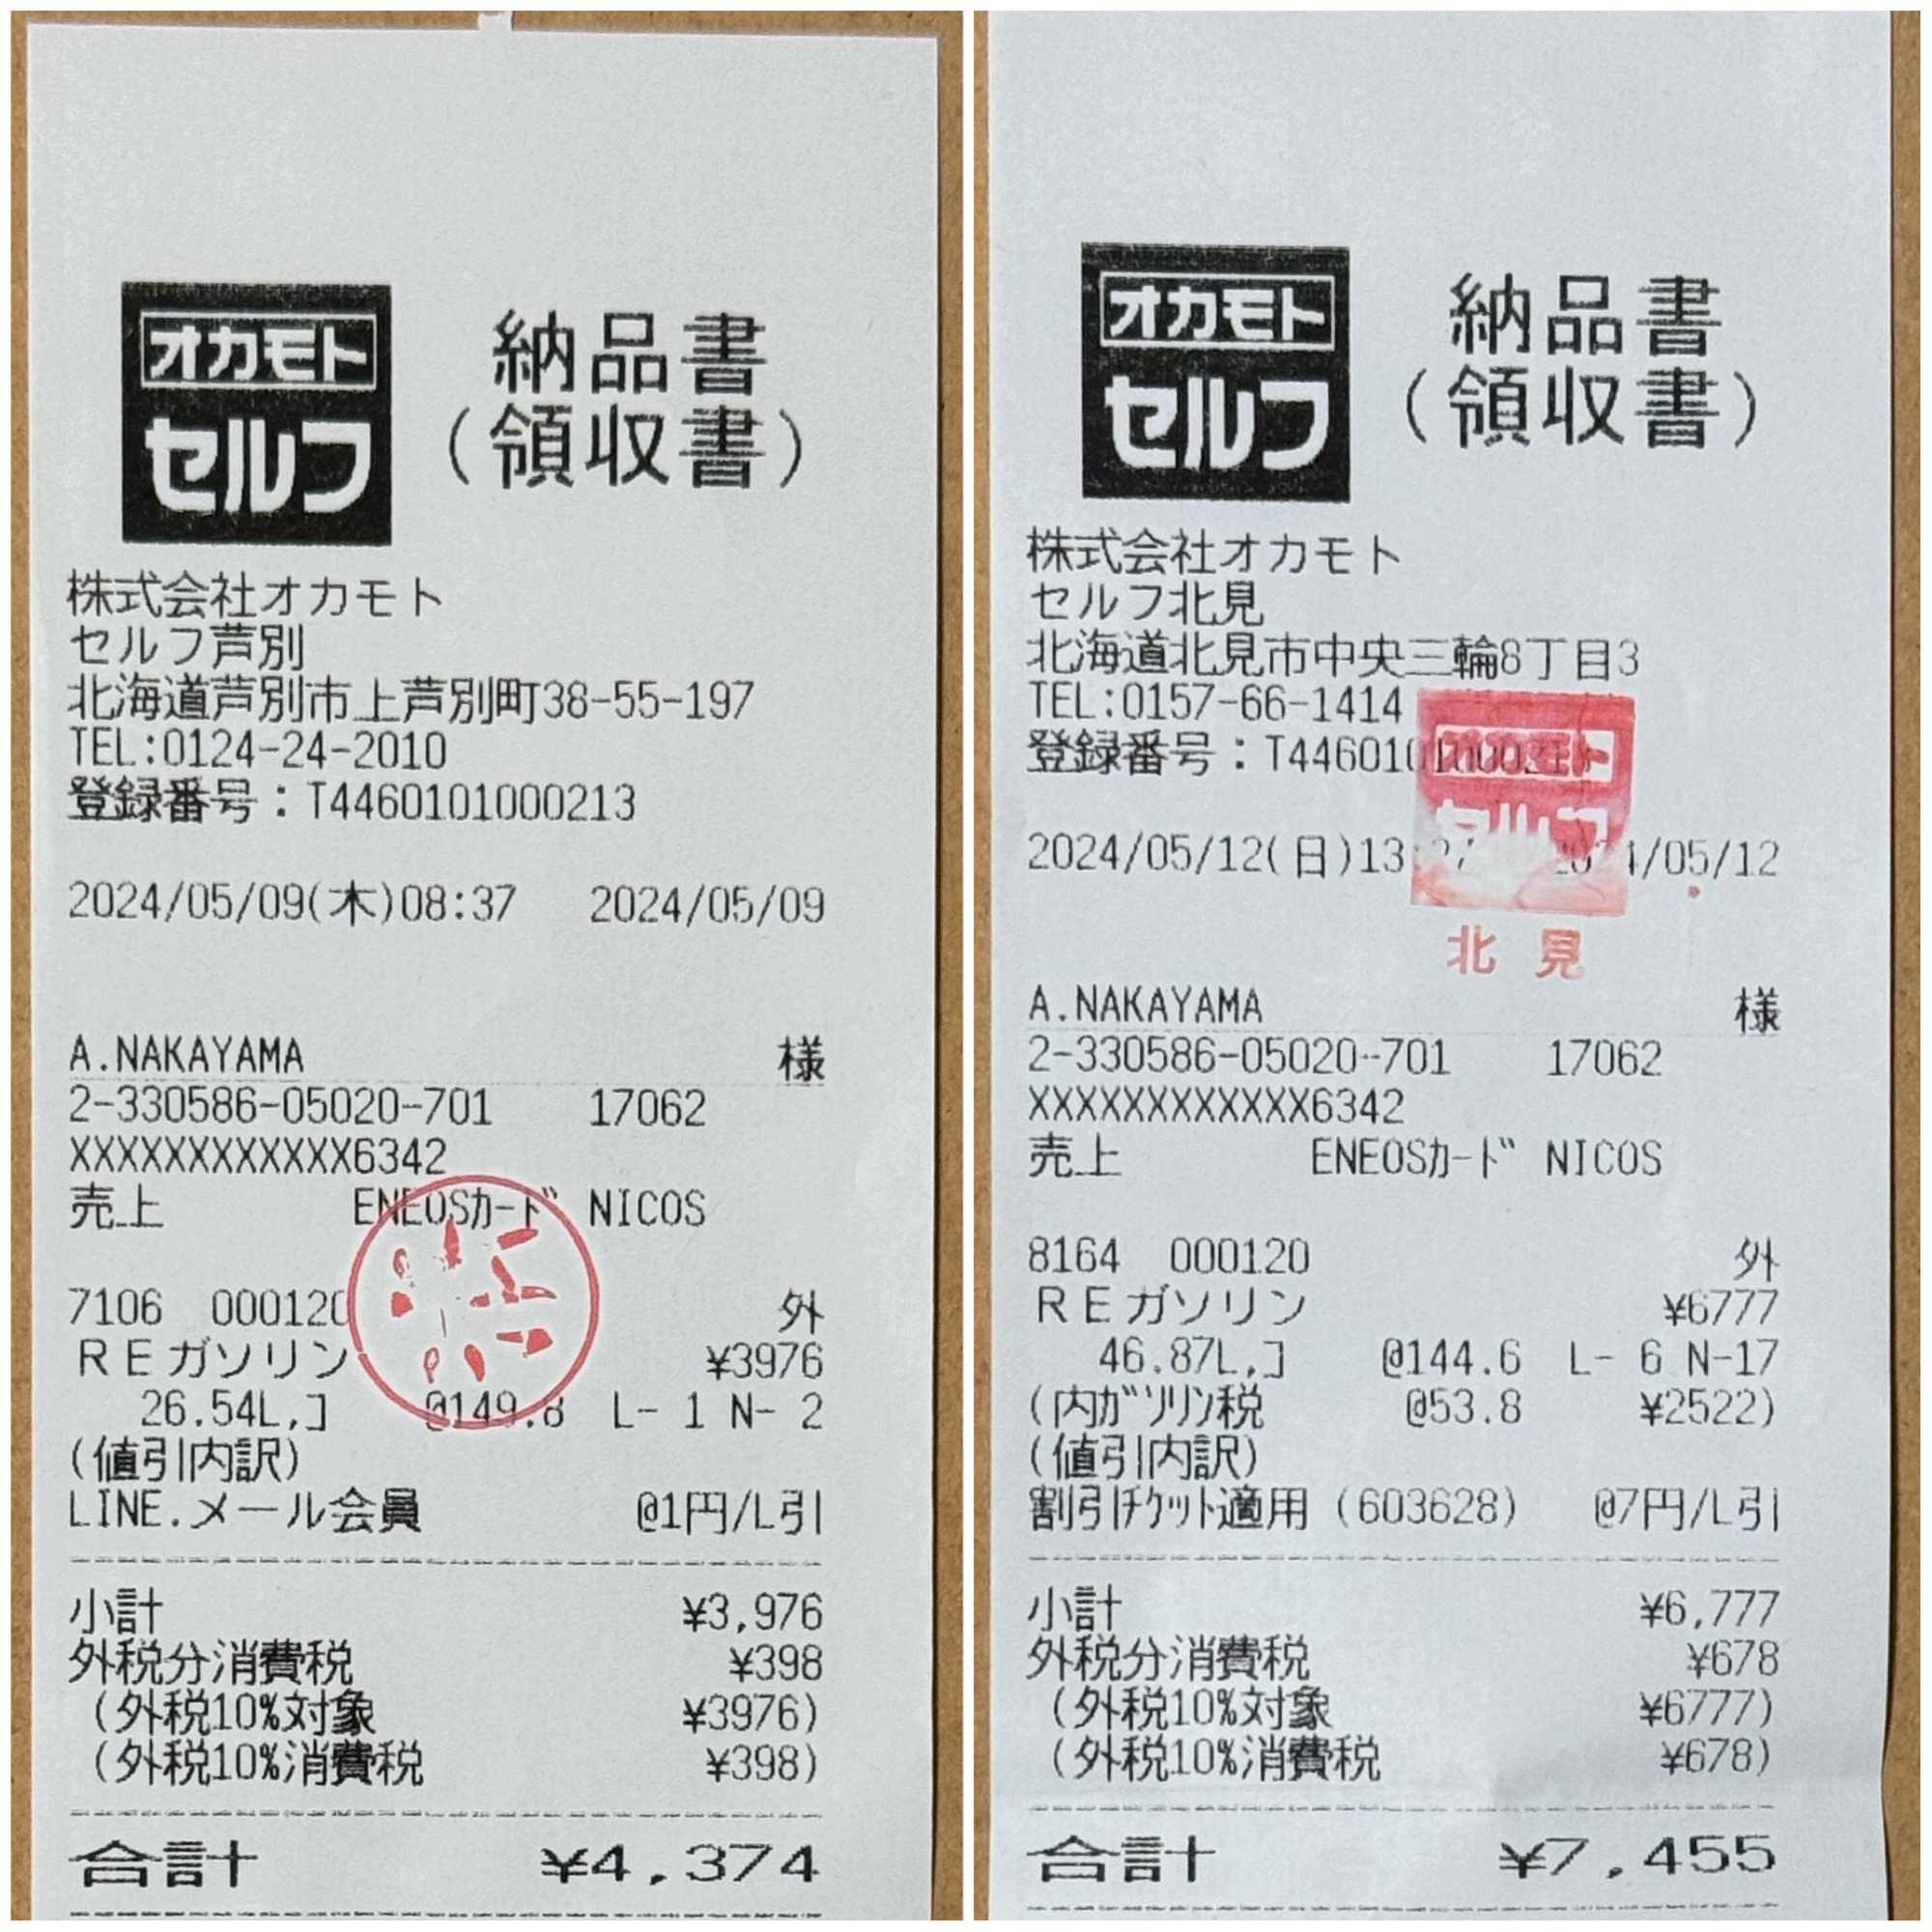 オカモト
セルフ
納品書
(領収書)
株式会社オカモト
セルフ芦別
北海道芦別市上芦別町38-55-197
TEL:0124-24-2010
登録番号:T4460101000213
2024/05/09(木)08:37 2024/05/09
A.NAKAYAMA 様
2-330586-05020-701 17062
XXXXXXXXXXXX6342
売上 ENEOSカード NICOS
7106 000120 外
REガソリン ¥3976
26.54L,コ @149.8 L- 1 N- 2
(値引内訳)
LINE.メール会員 @1円/L引
小計 ¥3,976
外税分消費税 ¥398
(外税10%対象 ¥3976)
(外税10%消費税 ¥398)
合計 ¥4,374
オカモト
セルフ
納品書
(領収書)
株式会社オカモト
セルフ北見
北海道北見市中央三輪8丁目3
TEL:0157-66-1414
登録番号:T4460101000213
オカモト
セルフ
2024/05/12(日)13:27 2024/05/12
北見
A.NAKAYAMA 様
2-330586-05020-701 17062
XXXXXXXXXXXX6342
売上 ENEOSカード NICOS
8164 000120 外
REガソリン ¥6777
46.87L,コ @144.6 L- 6 N-17
(内ガソリン税 @53.8 ¥2522)
(値引内訳)
割引チケット適用(603628) @7円/L引
小計 ¥6,777
外税分消費税 ¥678
(外税10%対象 ¥6777)
(外税10%消費税 ¥678)
合計 ¥7,455